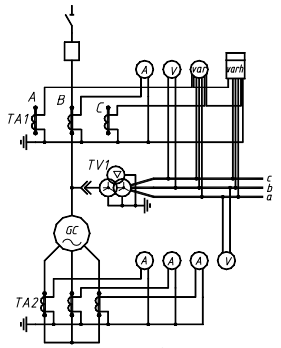 A V var varh
A B C
TA1
TV1
c
b
a
GC
A A A V
TA2